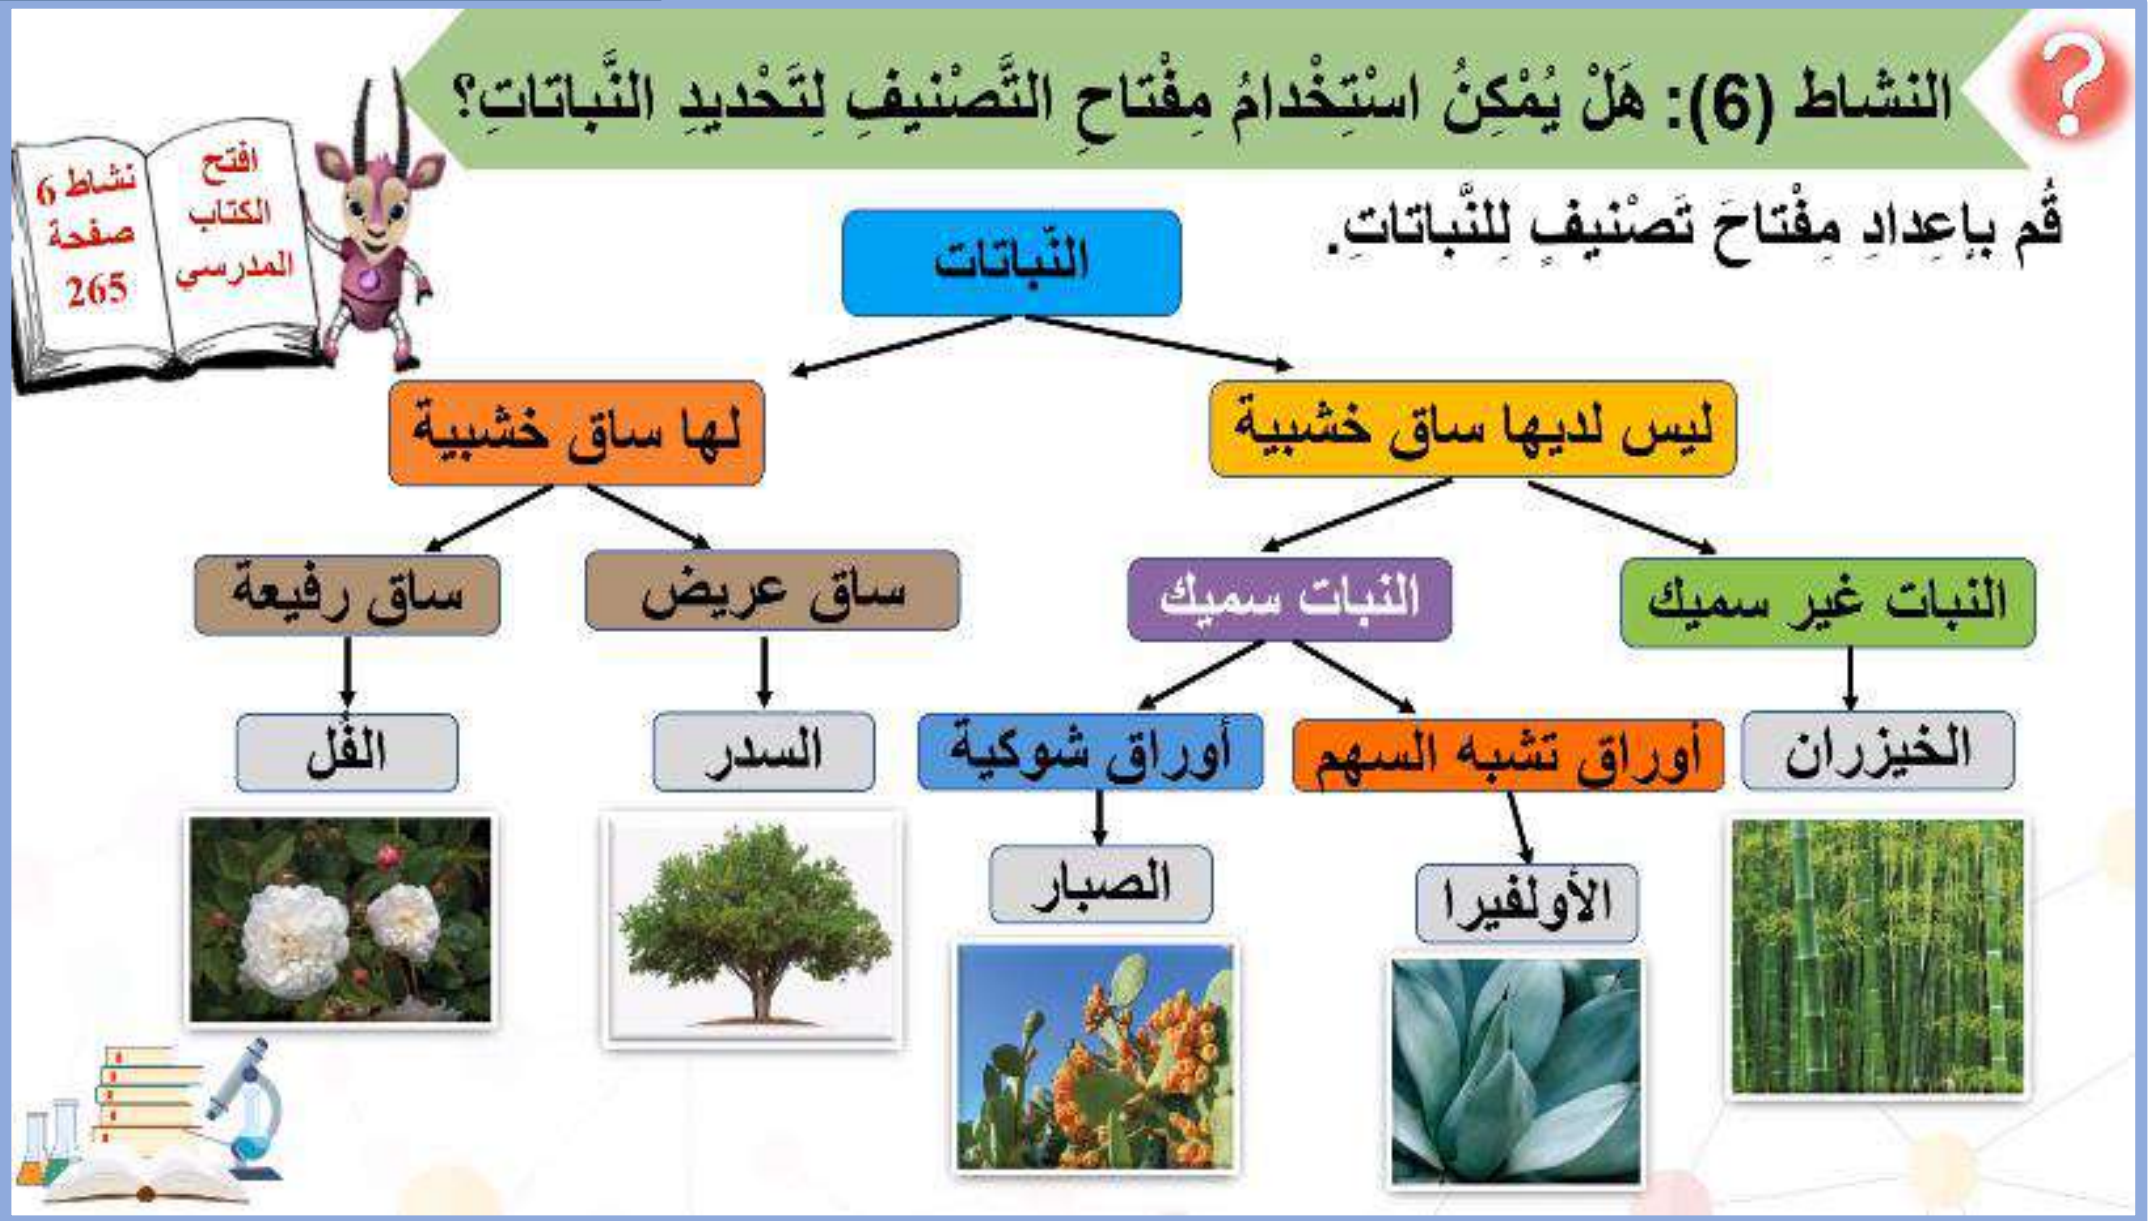 النشاط (6): هَلْ يُمْكِنُ اسْتِخْدامُ مِفْتاحِ التَّصْنيفِ لِتَحْديدِ النَّباتاتِ؟
افتح
الكتاب
المدرسي
نشاط 6
صفحة
265
قُم بإِعِدادِ مِفْتاحَ تَصْنيفٍ لِلنَّباتاتِ.
النّباتات
ليس لديها ساق خشبية
لها ساق خشبية
النبات غير سميك
النبات سميك
ساق عريض
ساق رفيعة
الخيزران
أوراق تشبه السهم
أوراق شوكية
السدر
الفُل
الأولفيرا
الصبار